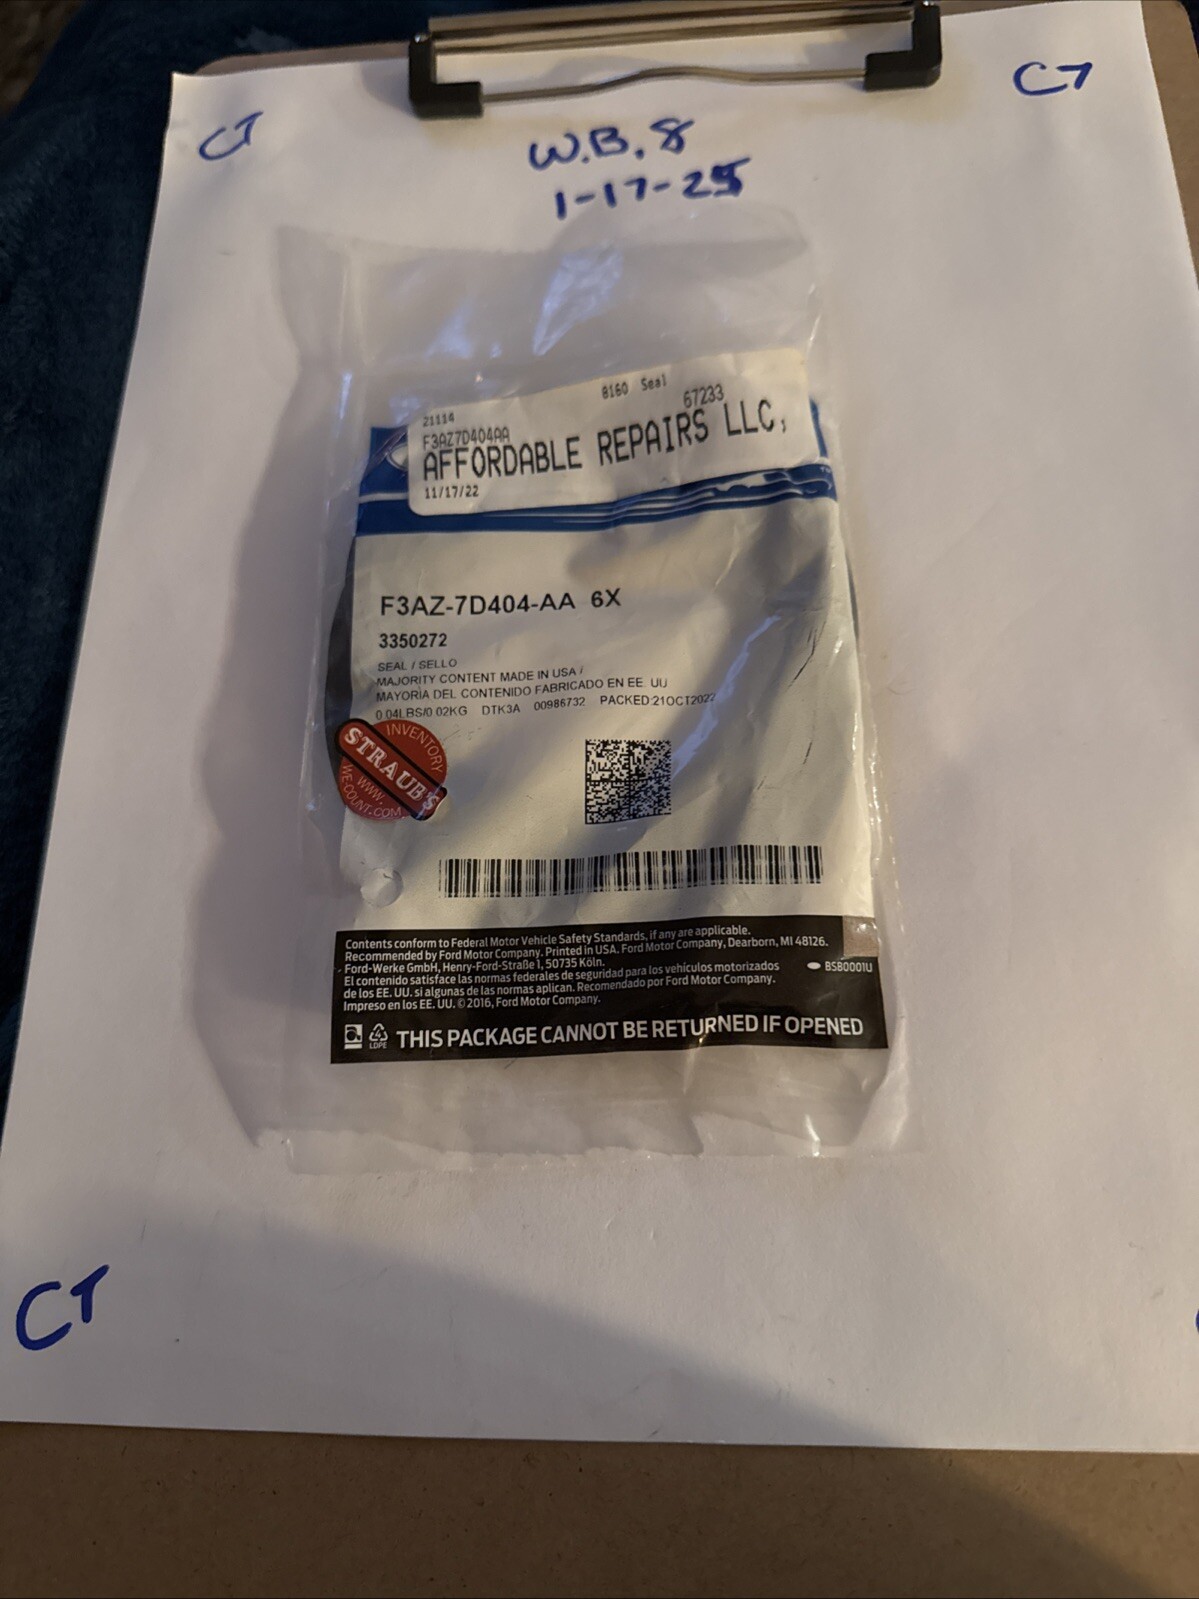 CT
CT
W.B. 8
1-17-25
8160 Seal
21114
67233
F3AZ7D404AA
AFFORDABLE REPAIRS LLC,
11/17/22
F3AZ-7D404-AA 6X
3350272
SEAL / SELLO
MAJORITY CONTENT MADE IN USA /
MAYORIA DEL CONTENIDO FABRICADO EN EE. UU
0.04LBS/0.02KG DTK3A 00986732 PACKED:21OCT2022
INVENTORY
STRAUB'S
WWW.
WE-COUNT.COM
Contents conform to Federal Motor Vehicle Safety Standards, if any are applicable.
Recommended by Ford Motor Company. Printed in USA. Ford Motor Company, Dearborn, MI 48126.
Ford-Werke GmbH, Henry-Ford-Straße 1, 50735 Köln.
El contenido satisface las normas federales de seguridad para los vehículos motorizados
de los EE. UU. si algunas de las normas aplican. Recomendado por Ford Motor Company.
Impreso en los EE. UU. © 2016, Ford Motor Company.
BSB0001U
4
LDPE
THIS PACKAGE CANNOT BE RETURNED IF OPENED
CT